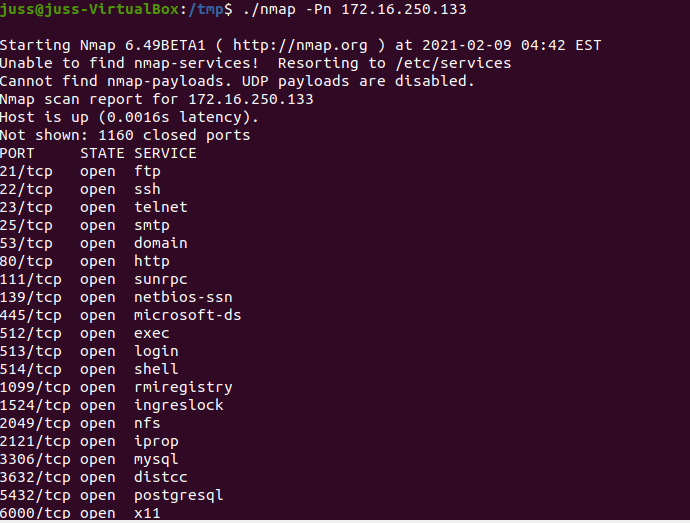 juss@juss-VirtualBox:/tmp$ ./nmap -Pn 172.16.250.133
Starting Nmap 6.49BETA1 ( http://nmap.org ) at 2021-02-09 04:42 EST
Unable to find nmap-services!  Resorting to /etc/services
Cannot find nmap-payloads. UDP payloads are disabled.
Nmap scan report for 172.16.250.133
Host is up (0.0016s latency).
Not shown: 1160 closed ports
PORT     STATE SERVICE
21/tcp   open  ftp
22/tcp   open  ssh
23/tcp   open  telnet
25/tcp   open  smtp
53/tcp   open  domain
80/tcp   open  http
111/tcp  open  sunrpc
139/tcp  open  netbios-ssn
445/tcp  open  microsoft-ds
512/tcp  open  exec
513/tcp  open  login
514/tcp  open  shell
1099/tcp open  rmiregistry
1524/tcp open  ingreslock
2049/tcp open  nfs
2121/tcp open  iprop
3306/tcp open  mysql
3632/tcp open  distcc
5432/tcp open  postgresql
6000/tcp open  x11